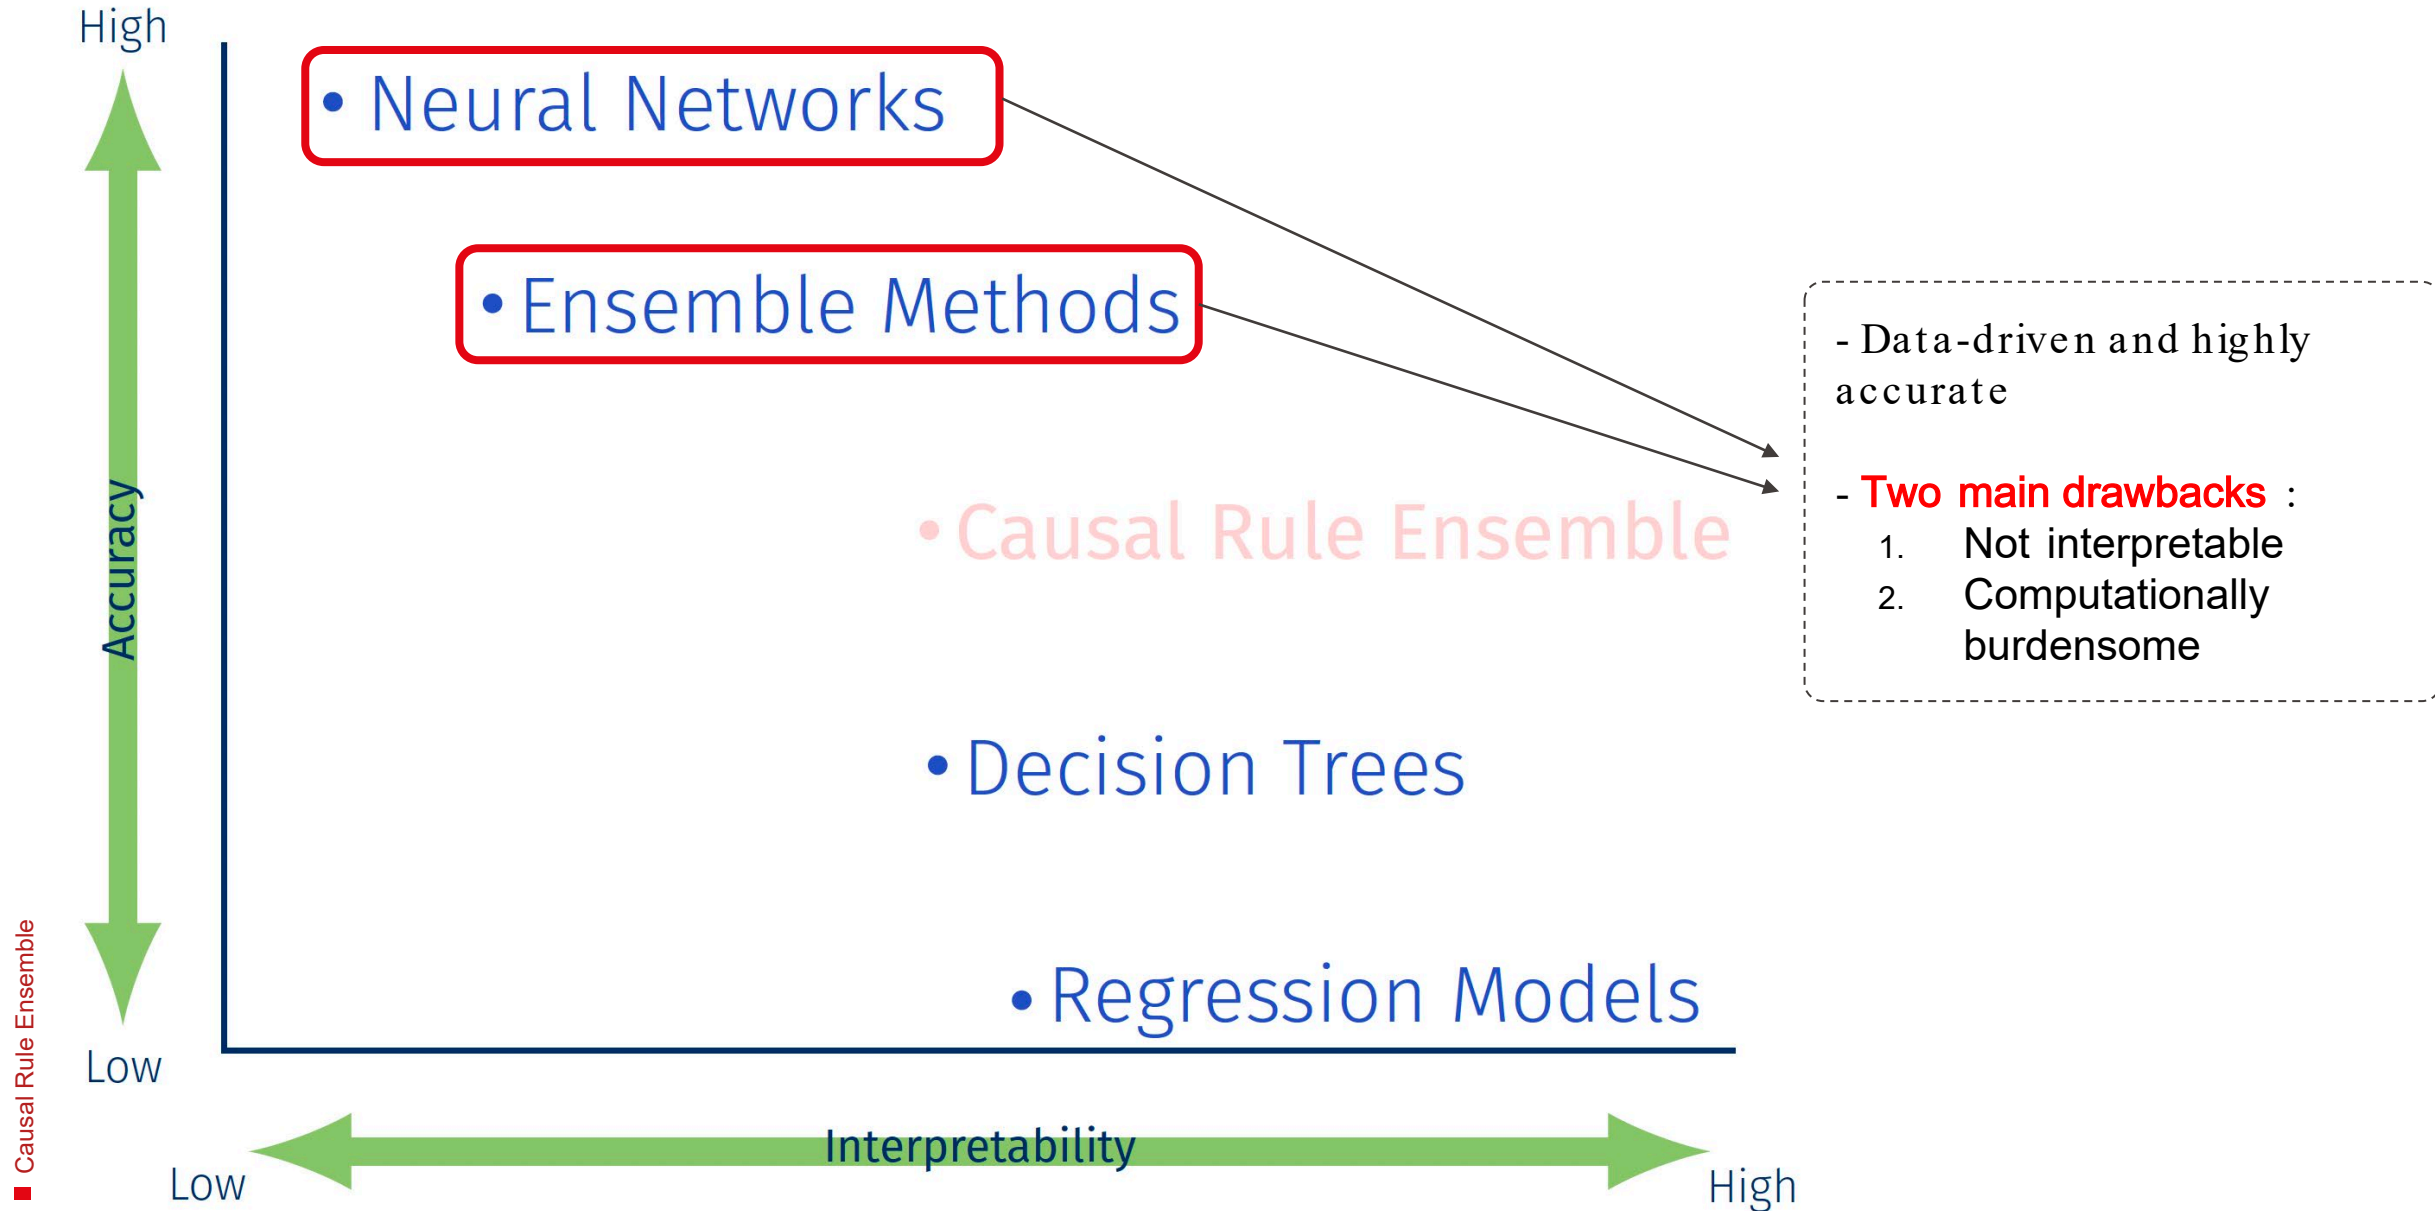 High
• Neural Networks
• Ensemble Methods
• Causal Rule Ensemble
• Decision Trees
• Regression Models
Accuracy
Low
Low
Interpretability
High
- Data-driven and highly
accurate
- Two main drawbacks :
1. Not interpretable
2. Computationally
burdensome
Causal Rule Ensemble